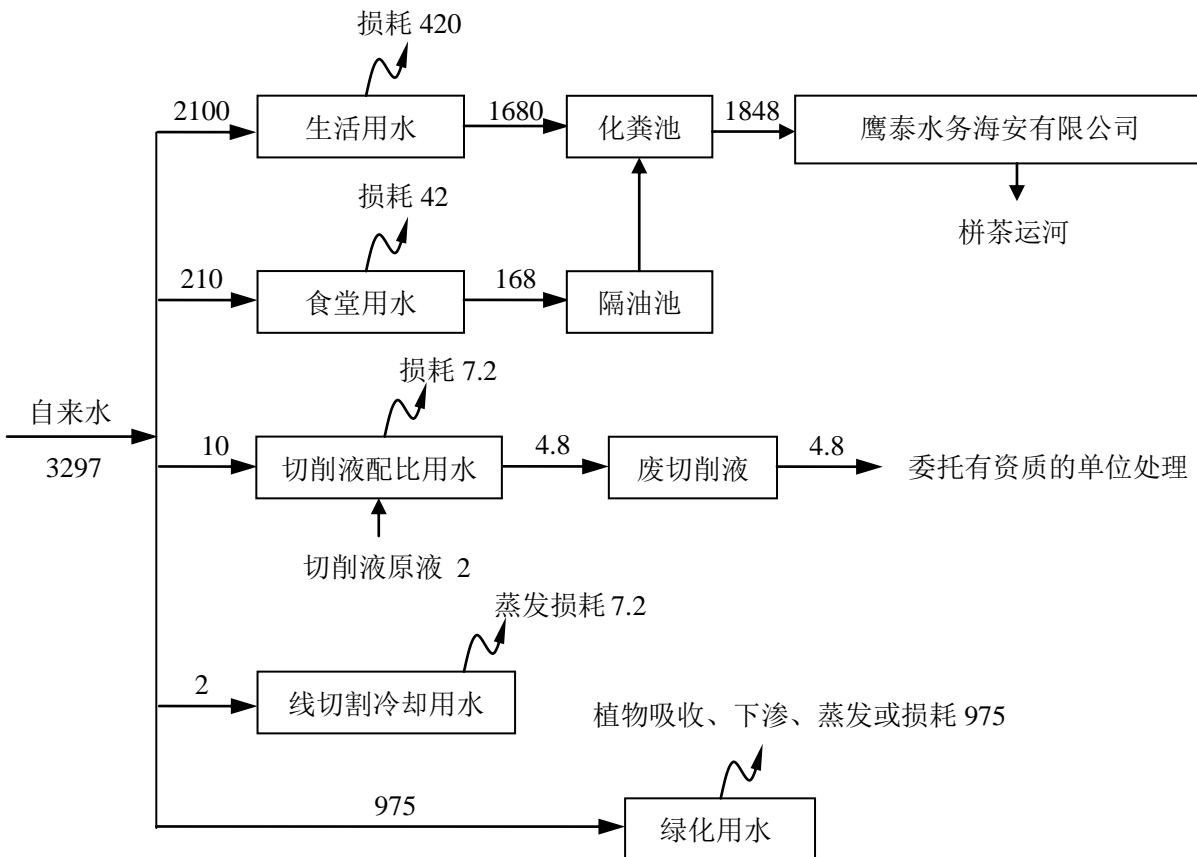 损耗 420
2100
生活用水
1680
化粪池
1848
鹰泰水务海安有限公司
损耗 42
栟茶运河
210
食堂用水
168
隔油池
损耗 7.2
自来水
3297
10
切削液配比用水
4.8
废切削液
4.8
委托有资质的单位处理
切削液原液 2
蒸发损耗 7.2
2
线切割冷却用水
植物吸收、下渗、蒸发或损耗 975
975
绿化用水